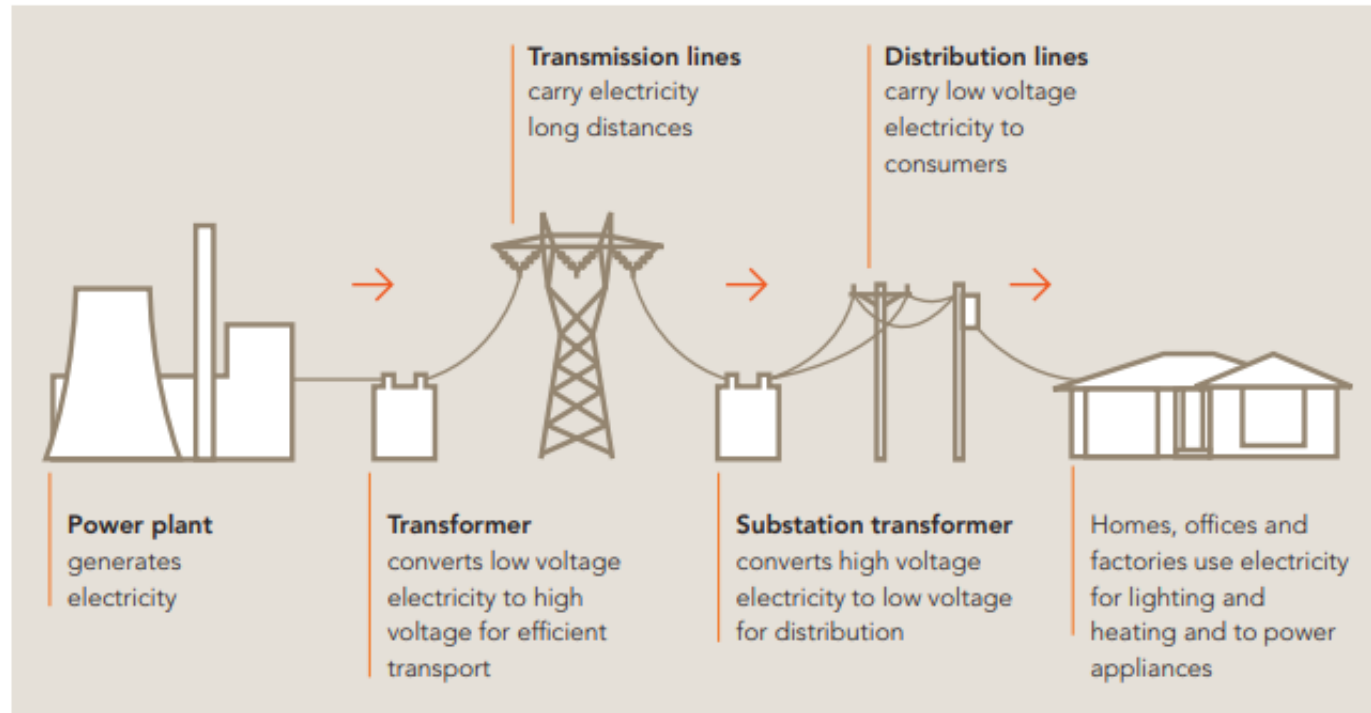 Transmission lines
carry electricity
long distances
Distribution lines
carry low voltage
electricity to
consumers
Power plant
generates
electricity
Transformer
converts low voltage
electricity to high
voltage for efficient
transport
Substation transformer
converts high voltage
electricity to low voltage
for distribution
Homes, offices and
factories use electricity
for lighting and
heating and to power
appliances